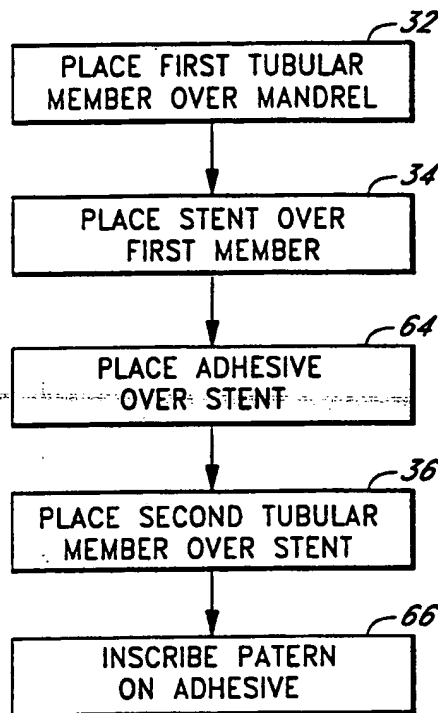 32
PLACE FIRST TUBULAR
MEMBER OVER MANDREL
34
PLACE STENT OVER
FIRST MEMBER
64
PLACE ADHESIVE
OVER STENT
36
PLACE SECOND TUBULAR
MEMBER OVER STENT
66
INSCRIBE PATERN
ON ADHESIVE